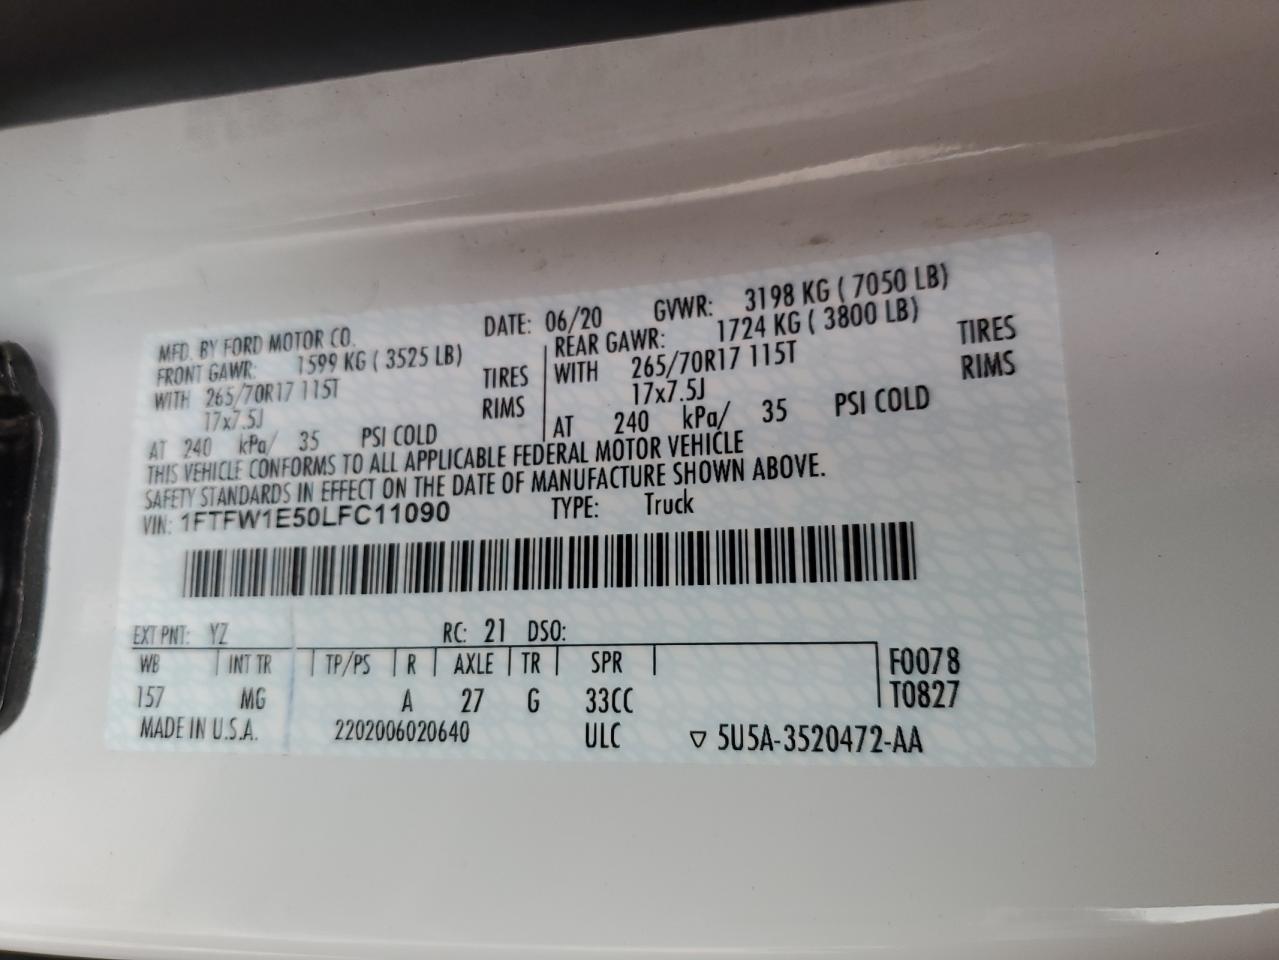 MFD. BY FORD MOTOR CO. DATE: 06/20 GVWR: 3198 KG ( 7050 LB)
FRONT GAWR: 1599 KG ( 3525 LB) REAR GAWR: 1724 KG ( 3800 LB)
WITH 265/70R17 115T TIRES WITH 265/70R17 115T TIRES
17x7.5J RIMS 17x7.5J RIMS
AT 240 kPa/ 35 PSI COLD AT 240 kPa/ 35 PSI COLD
THIS VEHICLE CONFORMS TO ALL APPLICABLE FEDERAL MOTOR VEHICLE
SAFETY STANDARDS IN EFFECT ON THE DATE OF MANUFACTURE SHOWN ABOVE.
VIN: 1FTFW1E50LFC11090 TYPE: Truck
EXT PNT: YZ RC: 21 DSO:
WB INT TR TP/PS R AXLE TR SPR F0078
157 MG A 27 G 33CC T0827
MADE IN U.S.A. 2202006020640 ULC ▽ 5U5A-3520472-AA